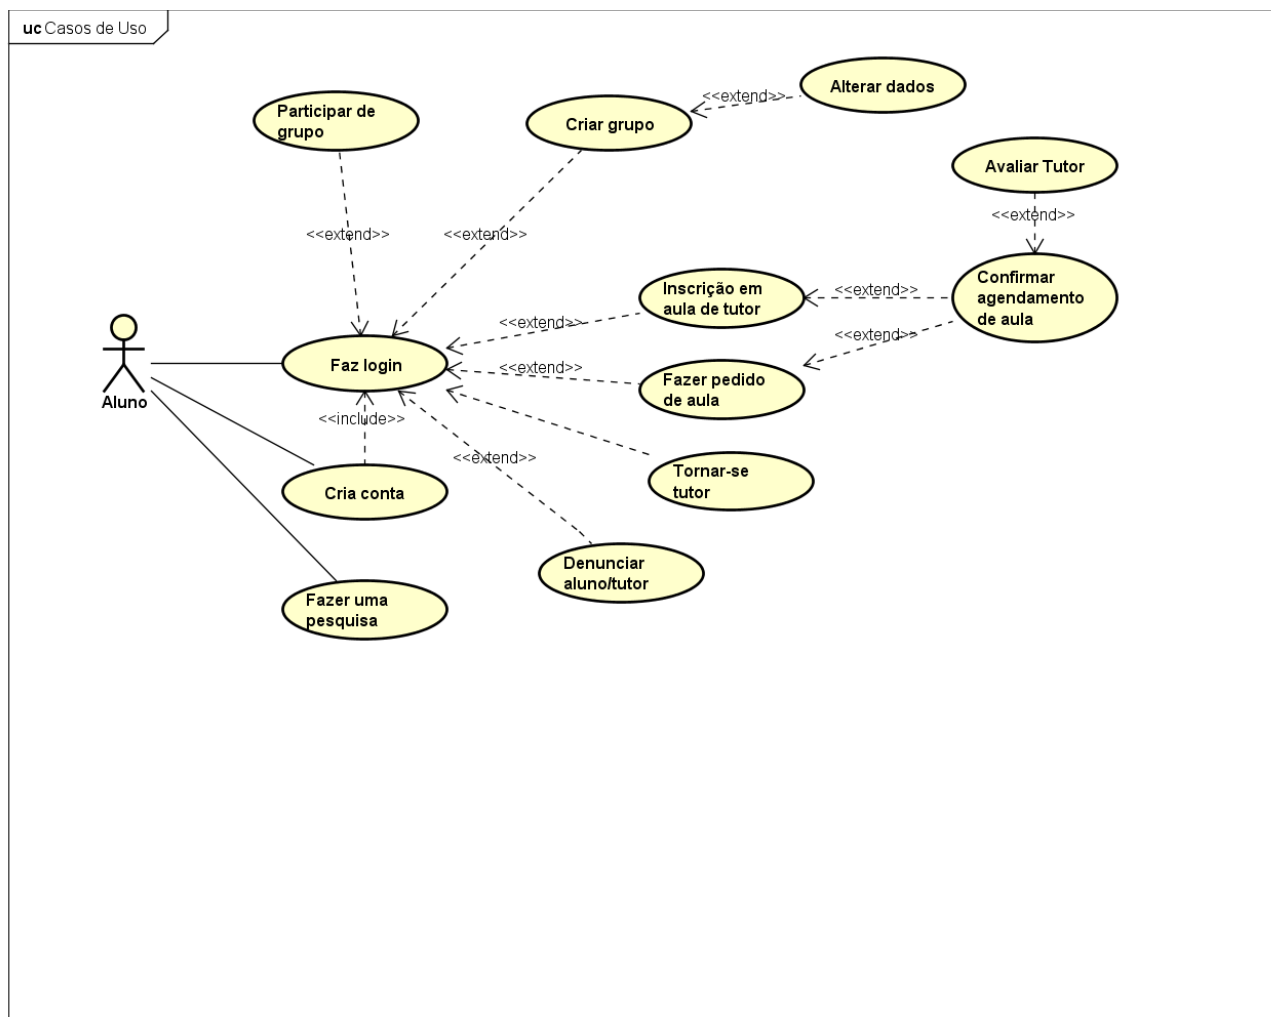 uc Casos de Uso
Participar de
grupo
Criar grupo
<<extend>>
Alterar dados
Avaliar Tutor
<<extend>>
<<extend>>
<<extend>>
Inscrição em
aula de tutor
<<extend>>
Confirmar
agendamento
de aula
<<extend>>
<<extend>>
Faz login
<<extend>>
Fazer pedido
de aula
Aluno
<<include>>
<<extend>>
Tornar-se
tutor
Cria conta
Denunciar
aluno/tutor
Fazer uma
pesquisa